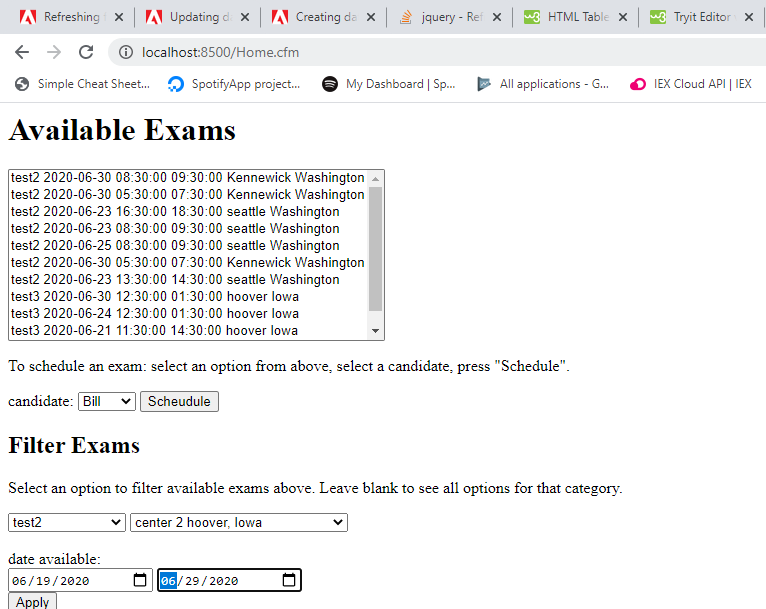 Refreshing
Updating da
Creating da
jquery - Ref
HTML Table
Tryit Editor
localhost:8500/Home.cfm
Simple Cheat Sheet...
SpotifyApp project...
My Dashboard | Sp...
All applications - G...
IEX Cloud API | IEX
Available Exams
test2 2020-06-30 08:30:00 09:30:00 Kennewick Washington
test2 2020-06-30 05:30:00 07:30:00 Kennewick Washington
test2 2020-06-23 16:30:00 18:30:00 seattle Washington
test2 2020-06-23 08:30:00 09:30:00 seattle Washington
test2 2020-06-25 08:30:00 09:30:00 seattle Washington
test2 2020-06-30 05:30:00 07:30:00 Kennewick Washington
test2 2020-06-23 13:30:00 14:30:00 seattle Washington
test3 2020-06-30 12:30:00 01:30:00 hoover Iowa
test3 2020-06-24 12:30:00 01:30:00 hoover Iowa
test3 2020-06-21 11:30:00 14:30:00 hoover Iowa
To schedule an exam: select an option from above, select a candidate, press "Schedule".
candidate: Bill Scheudule
Filter Exams
Select an option to filter available exams above. Leave blank to see all options for that category.
test2 center 2 hoover, Iowa
date available:
06/19/2020 06/29/2020
Apply